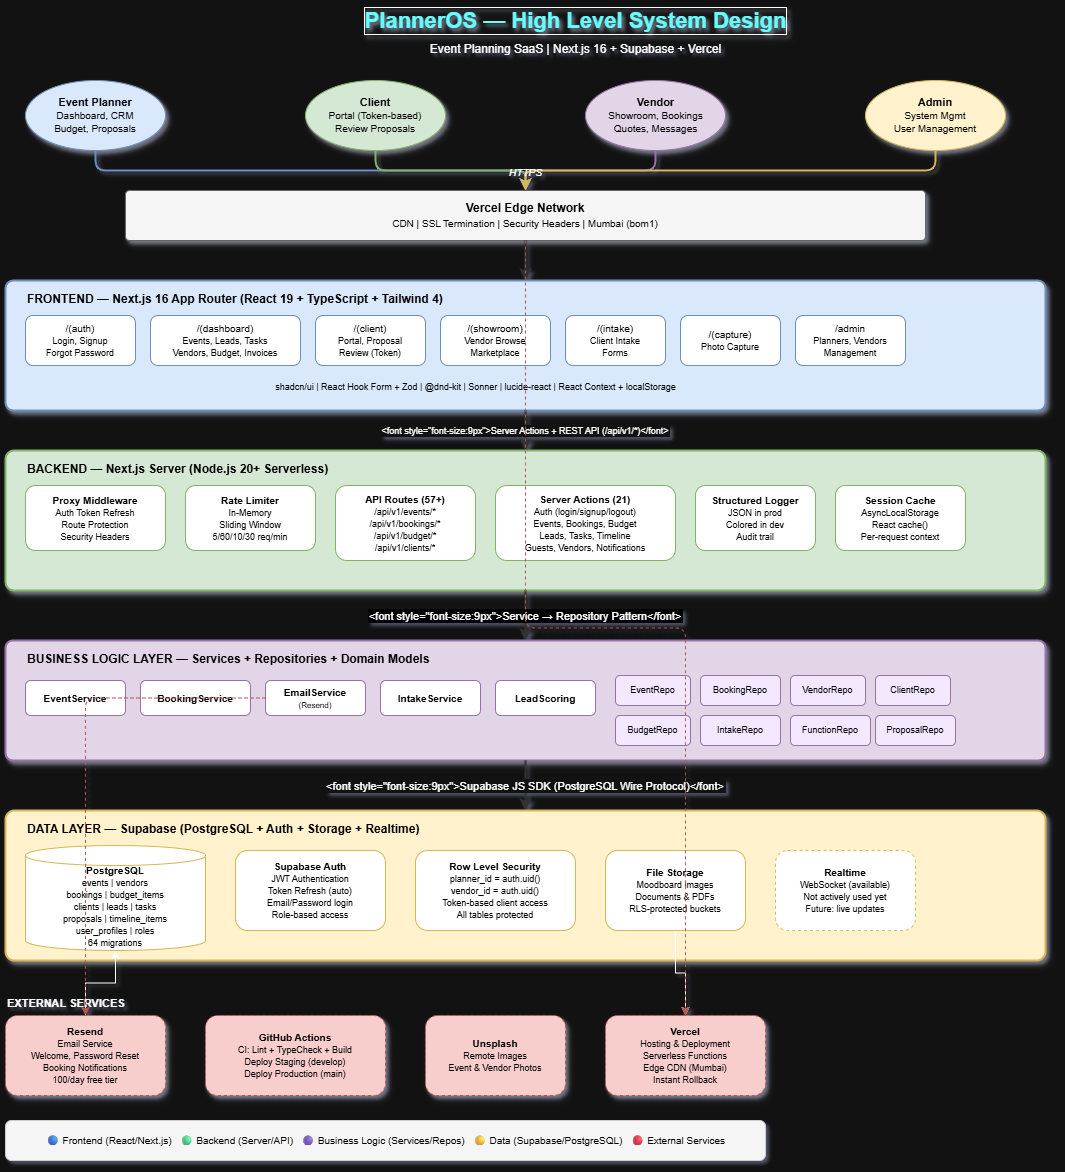 PlannerOS — High Level System Design
Event Planning SaaS | Next.js 16 + Supabase + Vercel
Event Planner
Dashboard, CRM
Budget, Proposals
Client
Portal (Token-based)
Review Proposals
Vendor
Showroom, Bookings
Quotes, Messages
Admin
System Mgmt
User Management
HTTPS
Vercel Edge Network
CDN | SSL Termination | Security Headers | Mumbai (bom1)
FRONTEND — Next.js 16 App Router (React 19 + TypeScript + Tailwind 4)
/(auth)
Login, Signup
Forgot Password
/(dashboard)
Events, Leads, Tasks
Vendors, Budget, Invoices
/(client)
Portal, Proposal
Review (Token)
/(showroom)
Vendor Browse
Marketplace
/(intake)
Client Intake
Forms
/(capture)
Photo Capture
/admin
Planners, Vendors
Management
shadcn/ui | React Hook Form + Zod | @dnd-kit | Sonner | lucide-react | React Context + localStorage
<font style="font-size:9px">Server Actions + REST API (/api/v1/*)</font>
BACKEND — Next.js Server (Node.js 20+ Serverless)
Proxy Middleware
Auth Token Refresh
Route Protection
Security Headers
Rate Limiter
In-Memory
Sliding Window
5/60/10/30 req/min
API Routes (57+)
/api/v1/events/*
/api/v1/bookings/*
/api/v1/budget/*
/api/v1/clients/*
Server Actions (21)
Auth (login/signup/logout)
Events, Bookings, Budget
Leads, Tasks, Timeline
Guests, Vendors, Notifications
Structured Logger
JSON in prod
Colored in dev
Audit trail
Session Cache
AsyncLocalStorage
React cache()
Per-request context
<font style="font-size:9px">Service → Repository Pattern</font>
BUSINESS LOGIC LAYER — Services + Repositories + Domain Models
EventService
BookingService
EmailService
(Resend)
IntakeService
LeadScoring
EventRepo
BookingRepo
VendorRepo
ClientRepo
BudgetRepo
IntakeRepo
FunctionRepo
ProposalRepo
<font style="font-size:9px">Supabase JS SDK (PostgreSQL Wire Protocol)</font>
DATA LAYER — Supabase (PostgreSQL + Auth + Storage + Realtime)
PostgreSQL
events | vendors
bookings | budget_items
clients | leads | tasks
proposals | timeline_items
user_profiles | roles
64 migrations
Supabase Auth
JWT Authentication
Token Refresh (auto)
Email/Password login
Role-based access
Row Level Security
planner_id = auth.uid()
vendor_id = auth.uid()
Token-based client access
All tables protected
File Storage
Moodboard Images
Documents & PDFs
RLS-protected buckets
Realtime
WebSocket (available)
Not actively used yet
Future: live updates
EXTERNAL SERVICES
Resend
Email Service
Welcome, Password Reset
Booking Notifications
100/day free tier
GitHub Actions
CI: Lint + TypeCheck + Build
Deploy Staging (develop)
Deploy Production (main)
Unsplash
Remote Images
Event & Vendor Photos
Vercel
Hosting & Deployment
Serverless Functions
Edge CDN (Mumbai)
Instant Rollback
Frontend (React/Next.js)
Backend (Server/API)
Business Logic (Services/Repos)
Data (Supabase/PostgreSQL)
External Services